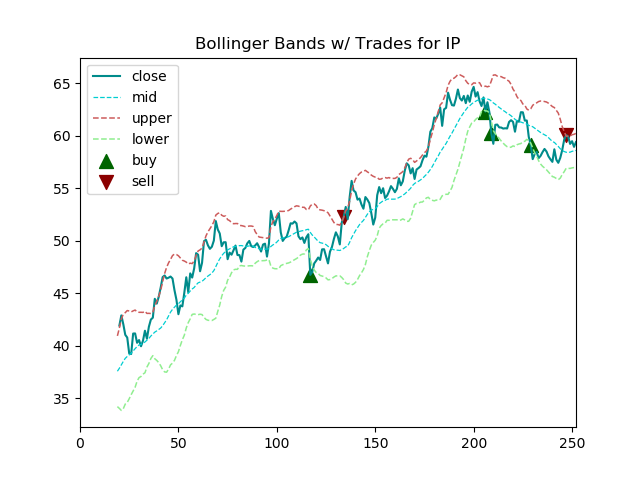 Bollinger Bands w/ Trades for IP
close
mid
upper
lower
buy
sell
65
60
55
50
45
40
35
0 50 100 150 200 250